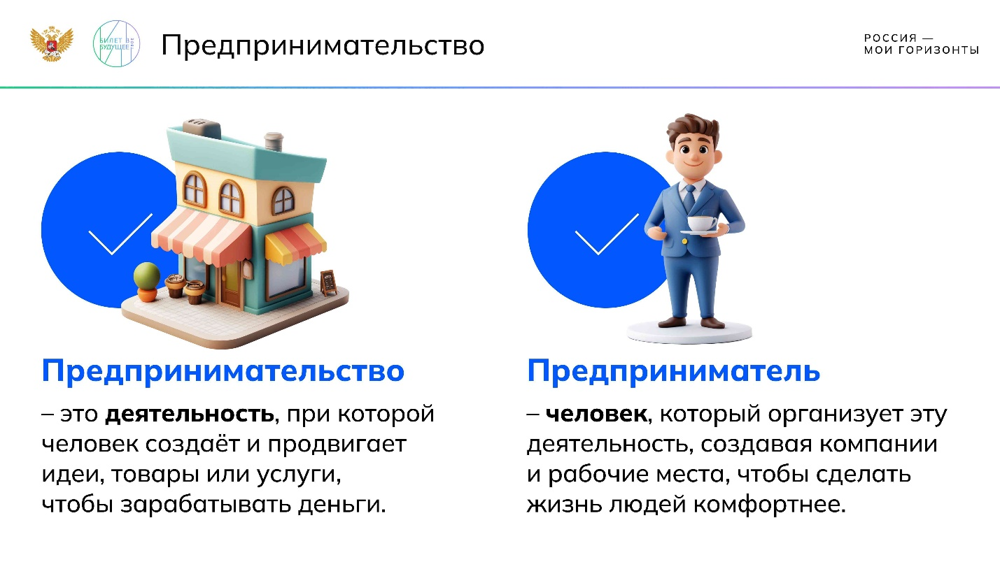 БИЛЕТ В
БУДУЩЕЕ
ТВОЁ
Предпринимательство
РОССИЯ —
МОИ ГОРИЗОНТЫ
Предпринимательство
– это деятельность, при которой
человек создаёт и продвигает
идеи, товары или услуги,
чтобы зарабатывать деньги.
Предприниматель
– человек, который организует эту
деятельность, создавая компании
и рабочие места, чтобы сделать
жизнь людей комфортнее.